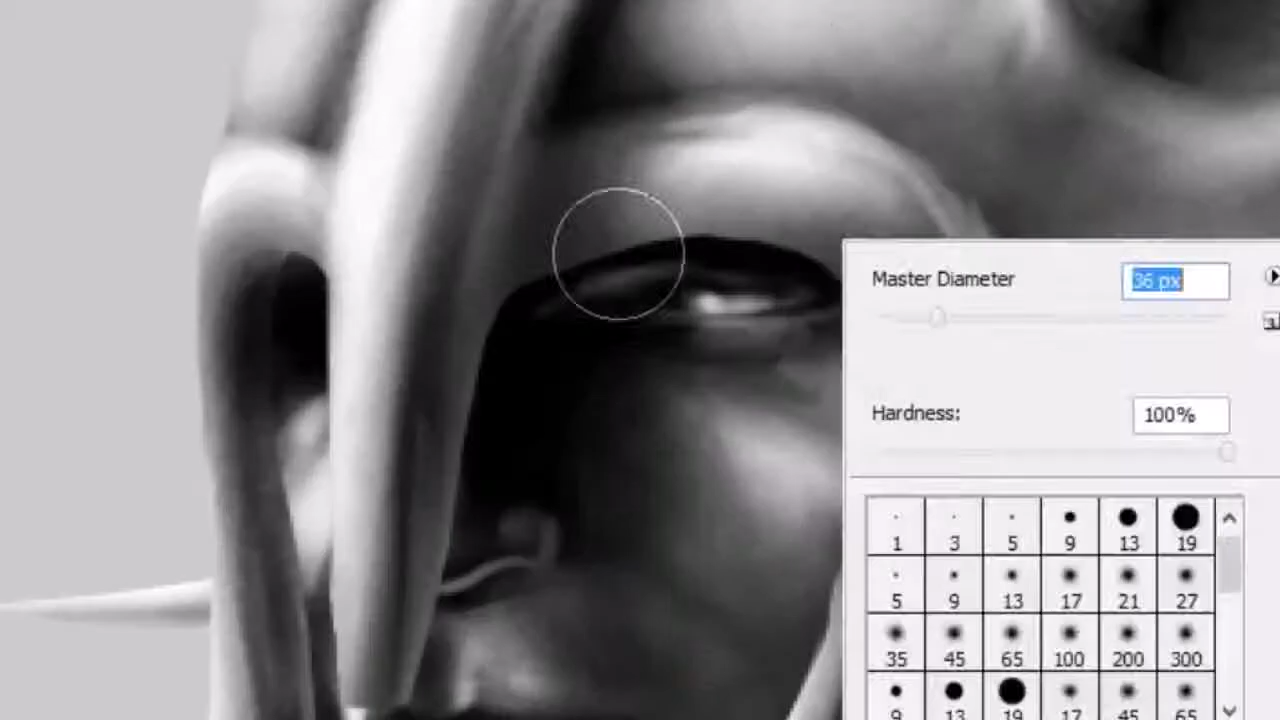 Master Diameter 36 px
Hardness: 100%
1 3 5 9 13 19
5 9 13 17 21 27
35 45 65 100 200 300
9 13 19 17 45 65